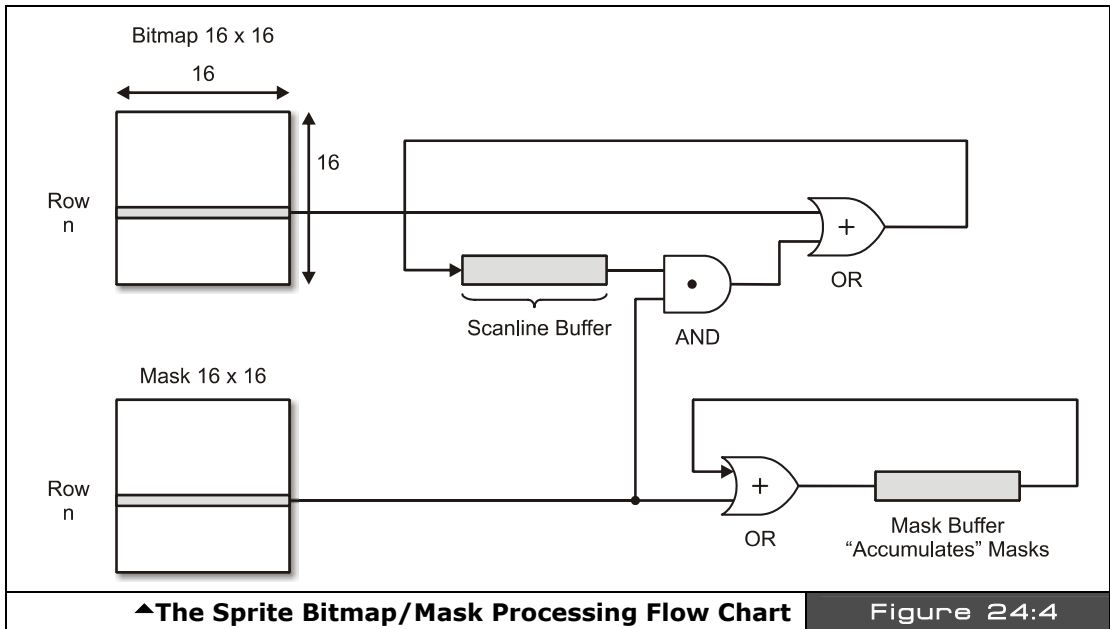 Bitmap 16 x 16
16
16
Row
n
+
OR
Scanline Buffer
AND
Mask 16 x 16
Row
n
+
OR
Mask Buffer
“Accumulates” Masks
The Sprite Bitmap/Mask Processing Flow Chart
Figure 24:4